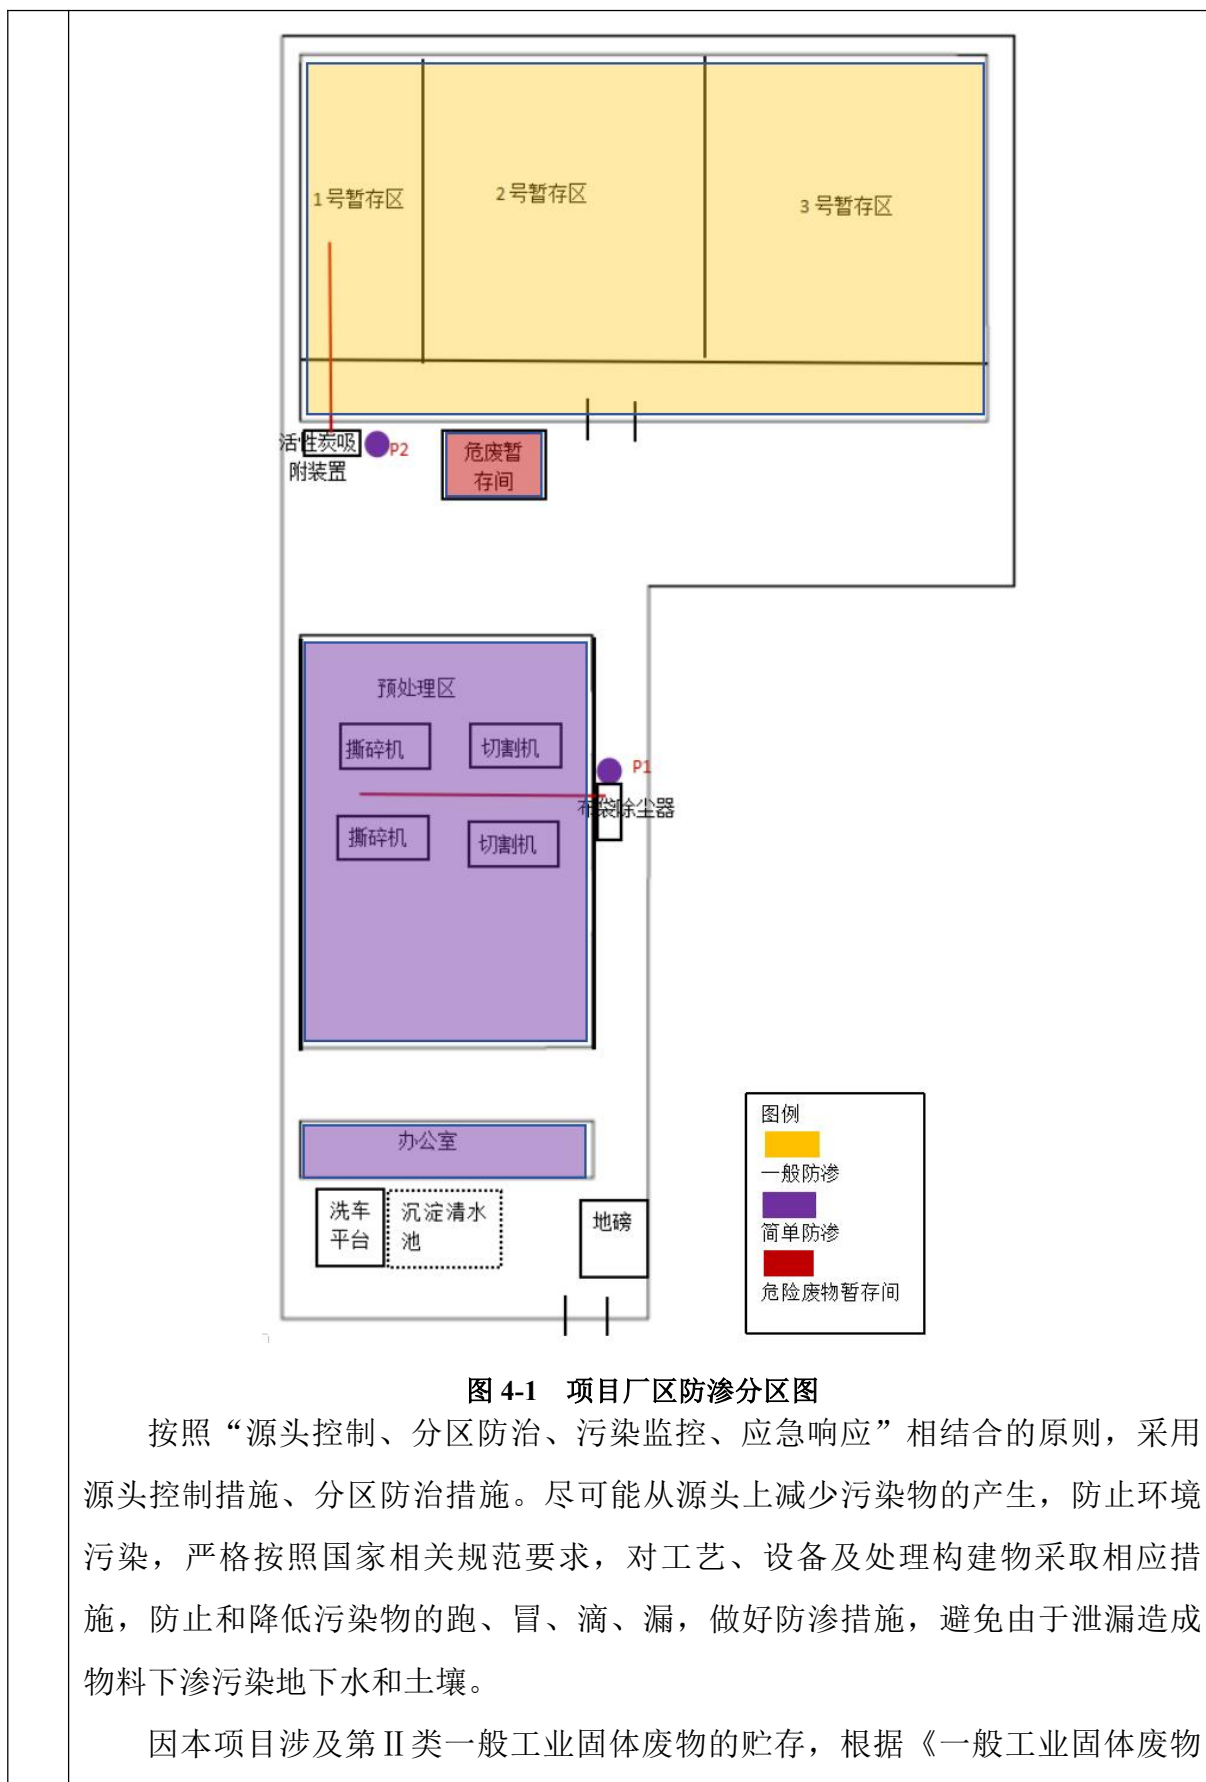 1号暂存区
2号暂存区
3号暂存区
活性炭吸
附装置
P2
危废暂
存间
预处理区
撕碎机
切割机
P1
布袋除尘器
撕碎机
切割机
办公室
洗车
平台
沉淀清水
池
地磅
图例
一般防渗
简单防渗
危险废物暂存间
图 4-1 项目厂区防渗分区图
按照“源头控制、分区防治、污染监控、应急响应”相结合的原则，采用
源头控制措施、分区防治措施。尽可能从源头上减少污染物的产生，防止环境
污染，严格按照国家相关规范要求，对工艺、设备及处理构建物采取相应措
施，防止和降低污染物的跑、冒、滴、漏，做好防渗措施，避免由于泄漏造成
物料下渗污染地下水和土壤。
因本项目涉及第Ⅱ类一般工业固体废物的贮存，根据《一般工业固体废物